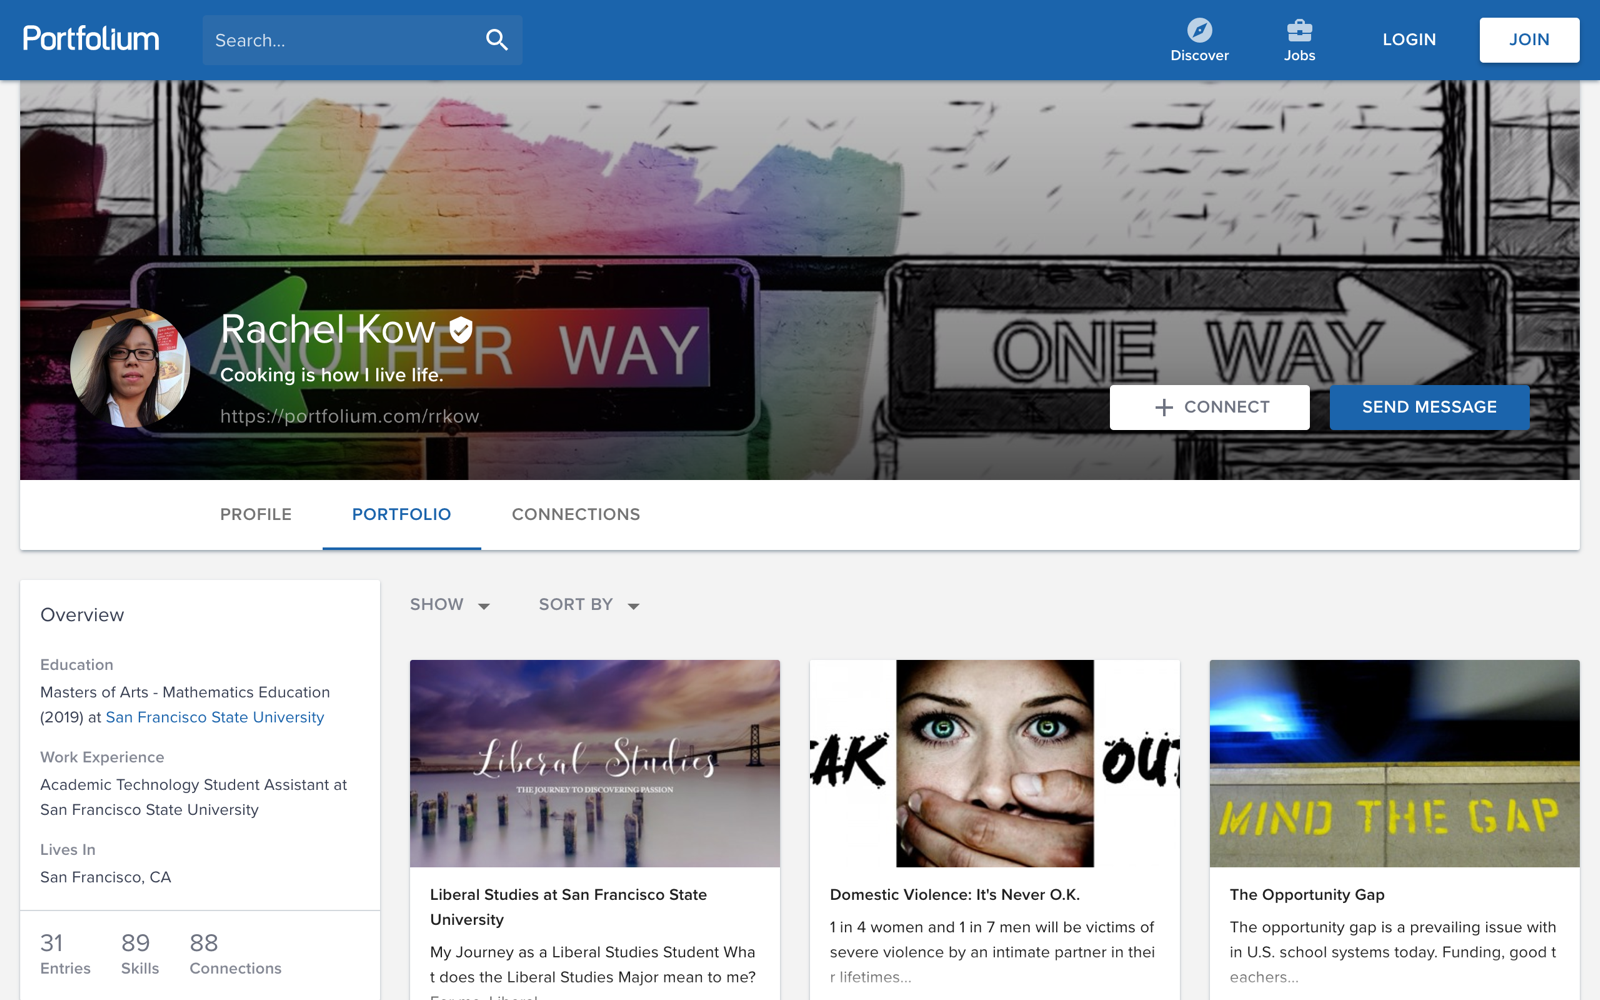 Portfolium
Search...
Discover
Jobs
LOGIN
JOIN
ANOTHER WAY
ONE WAY
Rachel Kow
Cooking is how I live life.
https://portfolium.com/rrkow
CONNECT
SEND MESSAGE
PROFILE
PORTFOLIO
CONNECTIONS
Overview
Education
Masters of Arts - Mathematics Education
(2019) at San Francisco State University
Work Experience
Academic Technology Student Assistant at
San Francisco State University
Lives In
San Francisco, CA
31
Entries
89
Skills
88
Connections
SHOW
SORT BY
Liberal Studies
THE JOURNEY TO DISCOVERING PASSION
Liberal Studies at San Francisco State
University
My Journey as a Liberal Studies Student Wha
t does the Liberal Studies Major mean to me?
AK
OUT
Domestic Violence: It's Never O.K.
1 in 4 women and 1 in 7 men will be victims of
severe violence by an intimate partner in thei
r lifetimes...
MIND THE GAP
The Opportunity Gap
The opportunity gap is a prevailing issue with
in U.S. school systems today. Funding, good t
eachers...